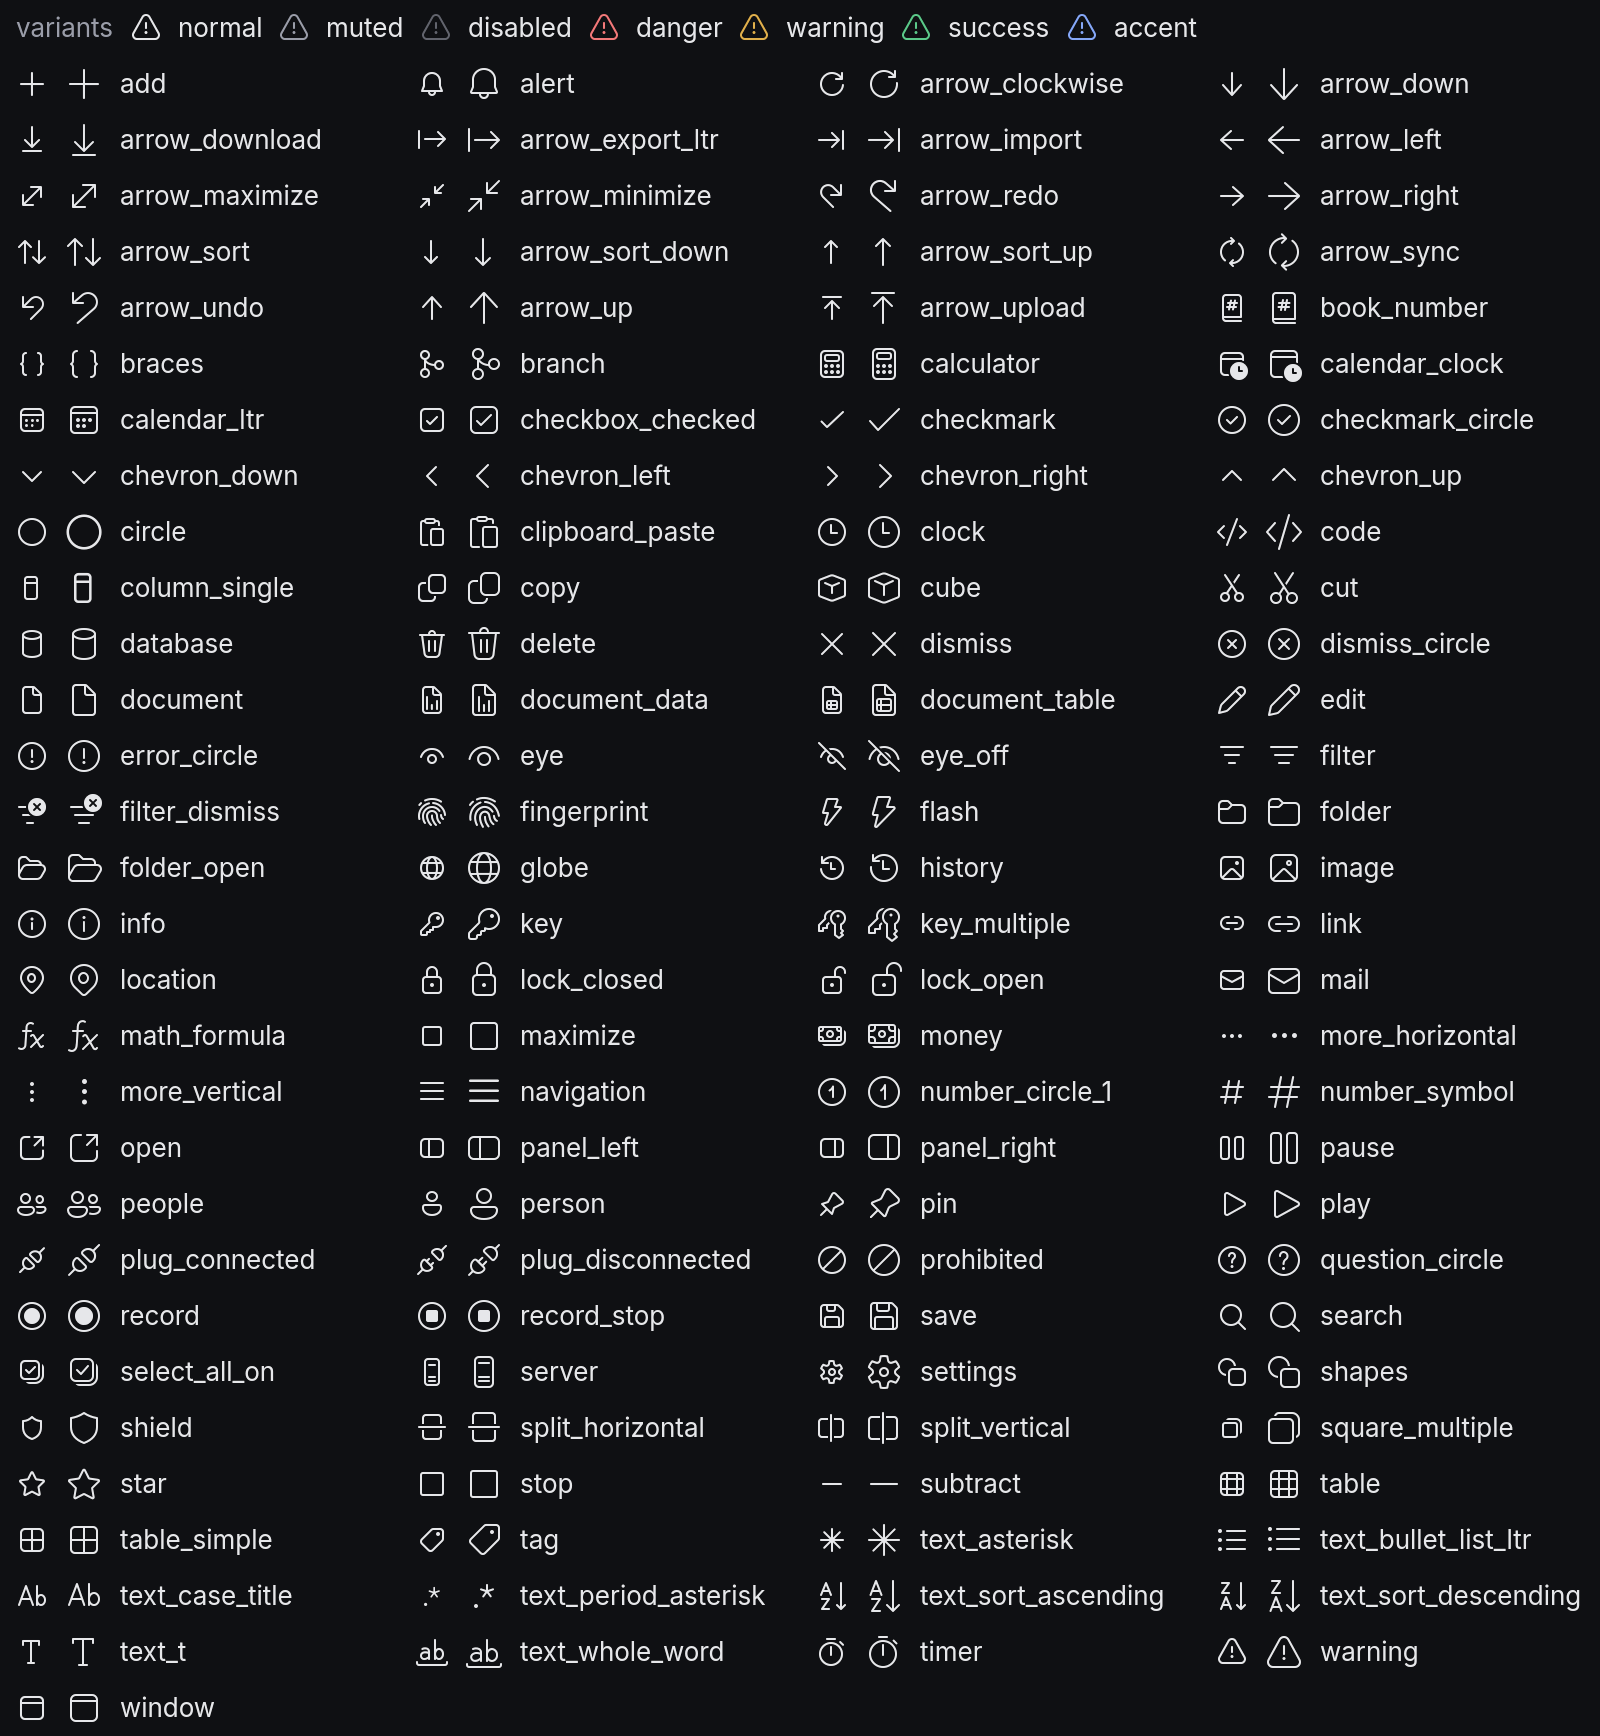 variants normal muted disabled danger warning success accent
add alert arrow_clockwise arrow_down
arrow_download arrow_export_ltr arrow_import arrow_left
arrow_maximize arrow_minimize arrow_redo arrow_right
arrow_sort arrow_sort_down arrow_sort_up arrow_sync
arrow_undo arrow_up arrow_upload book_number
braces branch calculator calendar_clock
calendar_ltr checkbox_checked checkmark checkmark_circle
chevron_down chevron_left chevron_right chevron_up
circle clipboard_paste clock code
column_single copy cube cut
database delete dismiss dismiss_circle
document document_data document_table edit
error_circle eye eye_off filter
filter_dismiss fingerprint flash folder
folder_open globe history image
info key key_multiple link
location lock_closed lock_open mail
math_formula maximize money more_horizontal
more_vertical navigation number_circle_1 number_symbol
open panel_left panel_right pause
people person pin play
plug_connected plug_disconnected prohibited question_circle
record record_stop save search
select_all_on server settings shapes
shield split_horizontal split_vertical square_multiple
star stop subtract table
table_simple tag text_asterisk text_bullet_list_ltr
Ab Ab text_case_title text_period_asterisk text_sort_ascending text_sort_descending
T T text_t ab ab text_whole_word timer warning
window